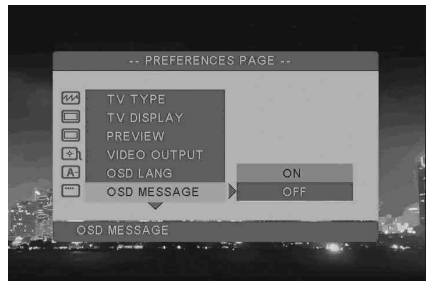 -- PREFERENCES PAGE --
TV TYPE
TV DISPLAY
PREVIEW
VIDEO OUTPUT
OSD LANG
OSD MESSAGE
ON
OFF
OSD MESSAGE